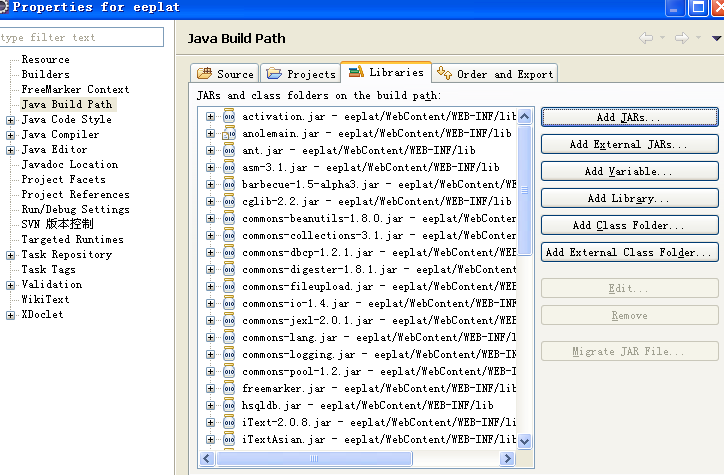 Properties for eeplat
type filter text
Resource
Builders
FreeMarker Context
Java Build Path
Java Code Style
Java Compiler
Java Editor
Javadoc Location
Project Facets
Project References
Run/Debug Settings
SVN 版本控制
Targeted Runtimes
Task Repository
Task Tags
Validation
WikiText
XDoclet
Java Build Path
Source Projects Libraries Order and Export
JARs and class folders on the build path:
activation.jar - eeplat/WebContent/WEB-INF/lib
anolemain.jar - eeplat/WebContent/WEB-INF/lib
ant.jar - eeplat/WebContent/WEB-INF/lib
asm-3.1.jar - eeplat/WebContent/WEB-INF/lib
barbecue-1.5-alpha3.jar - eeplat/WebContent/WE
cglib-2.2.jar - eeplat/WebContent/WEB-INF/lib
commons-beanutils-1.8.0.jar - eeplat/WebConten
commons-collections-3.1.jar - eeplat/WebConten
commons-dbcp-1.2.1.jar - eeplat/WebContent/WEB
commons-digester-1.8.1.jar - eeplat/WebContent
commons-fileupload.jar - eeplat/WebContent/WEB
commons-io-1.4.jar - eeplat/WebContent/WEB-INF
commons-jexl-2.0.1.jar - eeplat/WebContent/WEB
commons-lang.jar - eeplat/WebContent/WEB-INF/l
commons-logging.jar - eeplat/WebContent/WEB-IN
commons-pool-1.2.jar - eeplat/WebContent/WEB-I
freemarker.jar - eeplat/WebContent/WEB-INF/lib
hsqldb.jar - eeplat/WebContent/WEB-INF/lib
iText-2.0.8.jar - eeplat/WebContent/WEB-INF/li
iTextAsian.jar - eeplat/WebContent/WEB-INF/lib
Add JARs...
Add External JARs...
Add Variable...
Add Library...
Add Class Folder...
Add External Class Folder...
Edit...
Remove
Migrate JAR File...